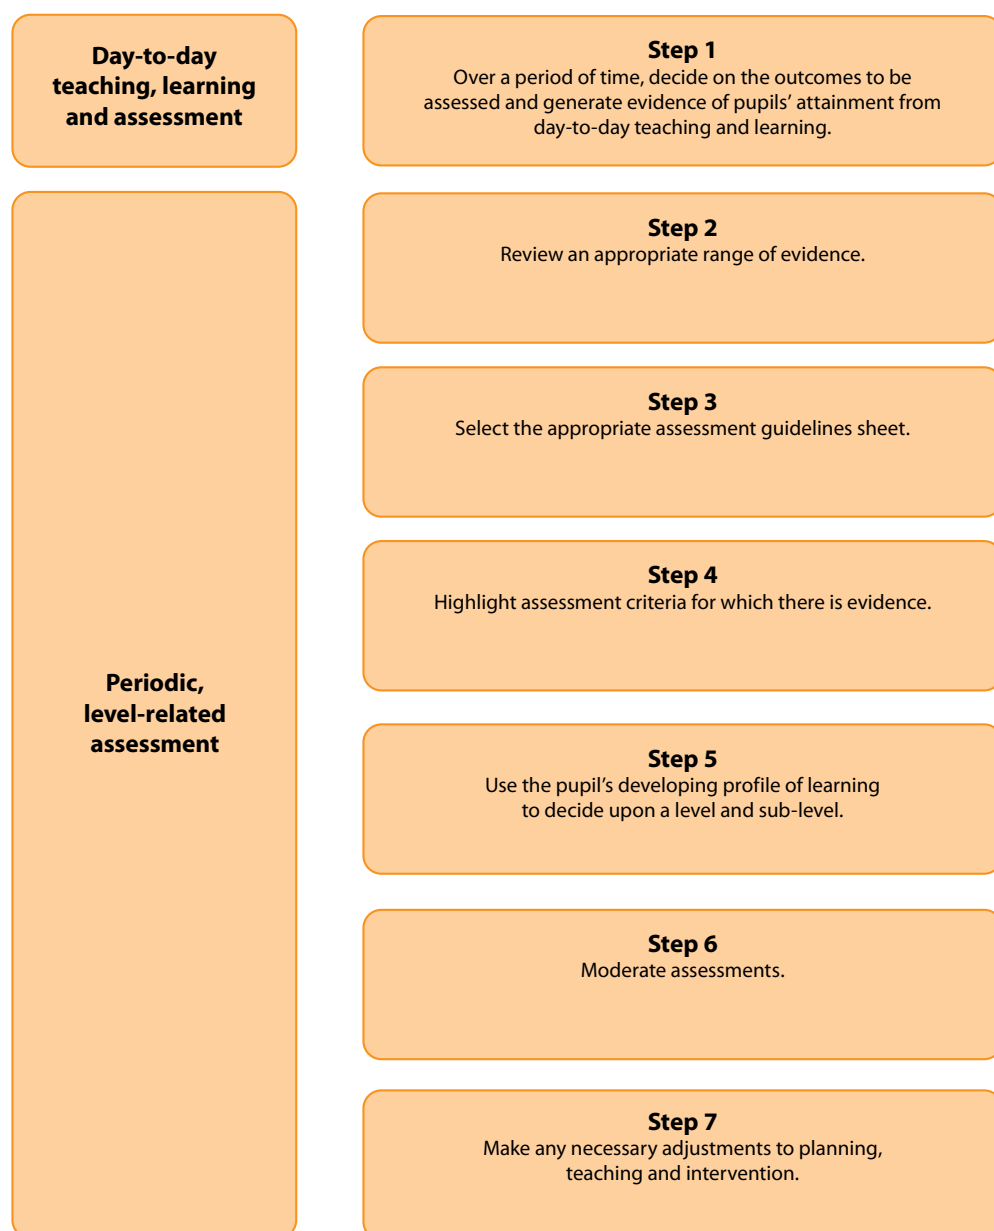 Day-to-day
teaching, learning
and assessment
Step 1
Over a period of time, decide on the outcomes to be
assessed and generate evidence of pupils’ attainment from
day-to-day teaching and learning.
Periodic,
level-related
assessment
Step 2
Review an appropriate range of evidence.
Step 3
Select the appropriate assessment guidelines sheet.
Step 4
Highlight assessment criteria for which there is evidence.
Step 5
Use the pupil’s developing profile of learning
to decide upon a level and sub-level.
Step 6
Moderate assessments.
Step 7
Make any necessary adjustments to planning,
teaching and intervention.